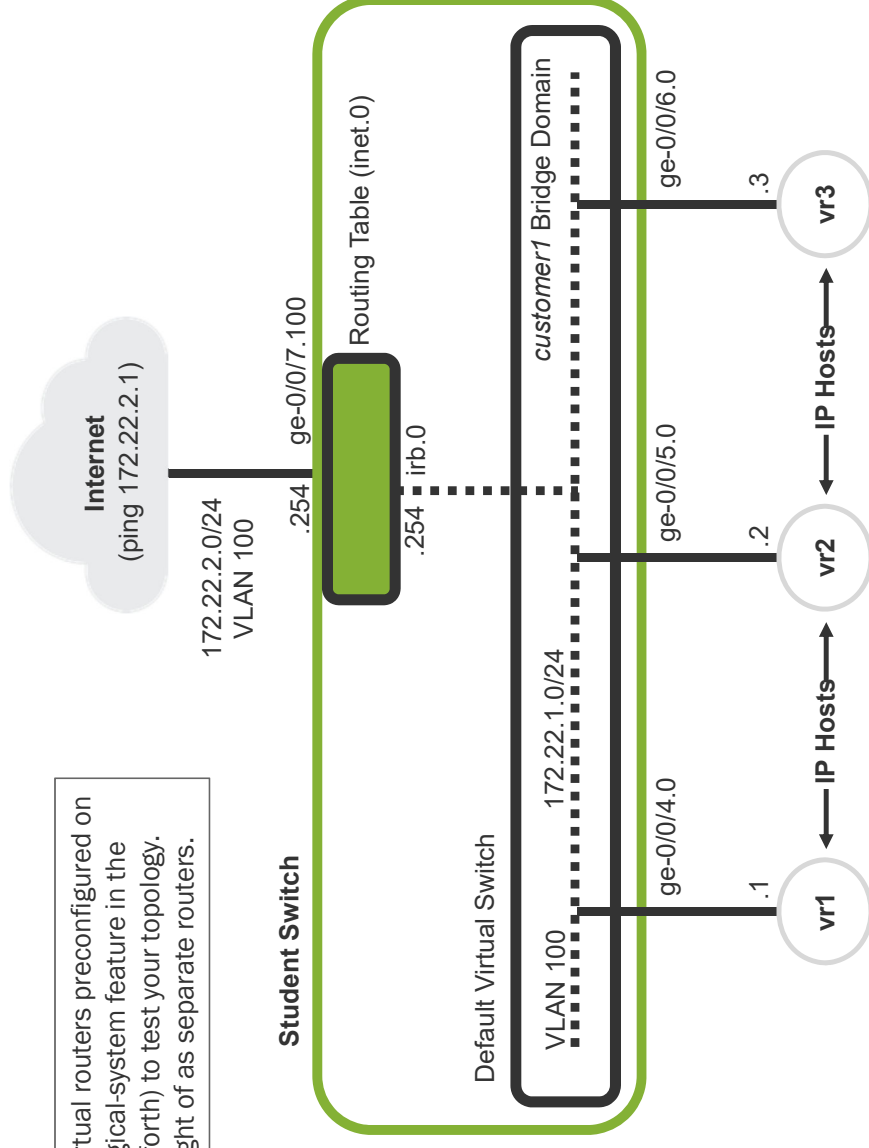 rtual routers preconfigured on
gical-system feature in the
forth) to test your topology.
ght of as separate routers.
Internet
(ping 172.22.2.1)
172.22.2.0/24
VLAN 100
.254
ge-0/0/7.100
Student Switch
Routing Table (inet.0)
.254
irb.0
Default Virtual Switch
customer1 Bridge Domain
VLAN 100
172.22.1.0/24
ge-0/0/4.0
ge-0/0/5.0
ge-0/0/6.0
.1
.2
.3
vr1
IP Hosts
vr2
IP Hosts
vr3